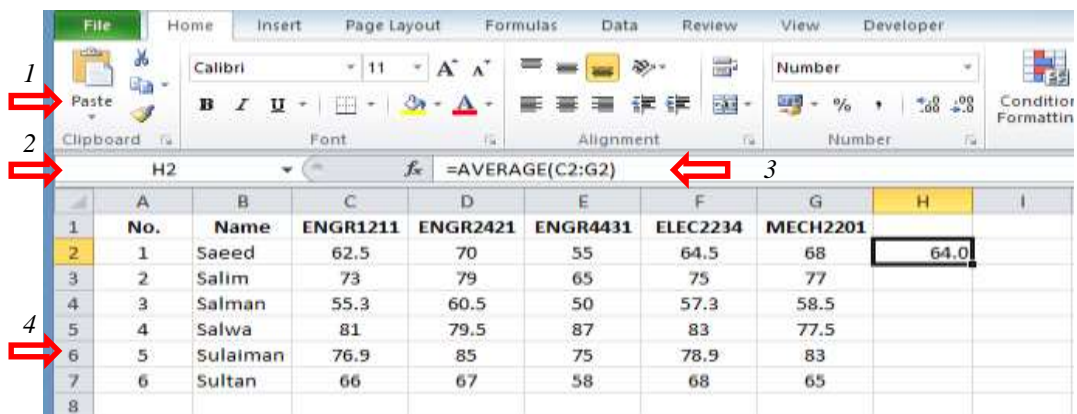 File Home Insert Page Layout Formulas Data Review View Developer
Calibri 11 A A Number
1
Paste B I U A % , .00 .0 Condition
Formattin
Clipboard Font Alignment Number
2
H2 fx =AVERAGE(C2:G2) 3
A B C D E F G H I
1 No. Name ENGR1211 ENGR2421 ENGR4431 ELEC2234 MECH2201
2 1 Saeed 62.5 70 55 64.5 68 64.0
3 2 Salim 73 79 65 75 77
4 3 Salman 55.3 60.5 50 57.3 58.5
4
5 4 Salwa 81 79.5 87 83 77.5
6 5 Sulaiman 76.9 85 75 78.9 83
7 6 Sultan 66 67 58 68 65
8